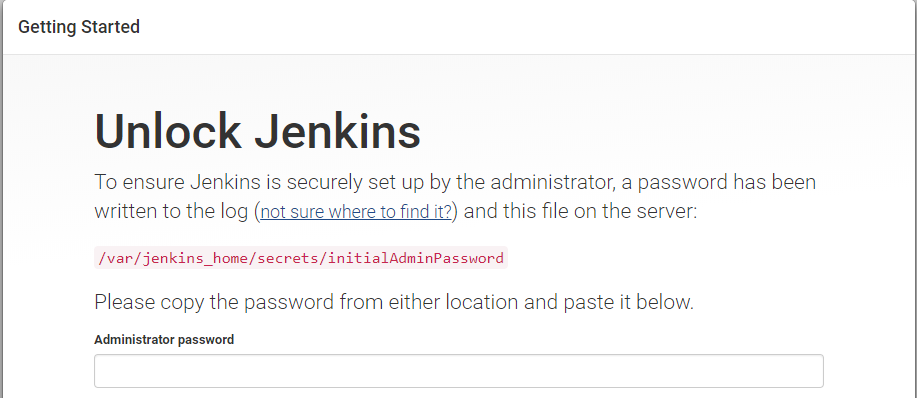 Getting Started
Unlock Jenkins
To ensure Jenkins is securely set up by the administrator, a password has been
written to the log (not sure where to find it?) and this file on the server:
/var/jenkins_home/secrets/initialAdminPassword
Please copy the password from either location and paste it below.
Administrator password